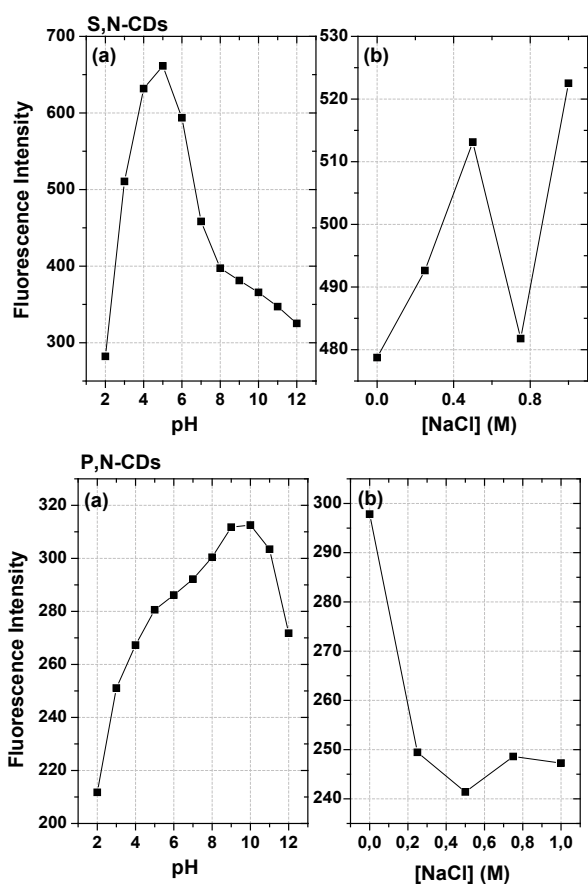 S,N-CDs
(a)
700
600
500
400
300
2 4 6 8 10 12
pH
Fluorescence Intensity
(b)
530
520
510
500
490
480
0.0 0.4 0.8
[NaCl] (M)
P,N-CDs
(a)
320
300
280
260
240
220
200
2 4 6 8 10 12
pH
Fluorescence Intensity
(b)
300
290
280
270
260
250
240
0,0 0,2 0,4 0,6 0,8 1,0
[NaCl] (M)